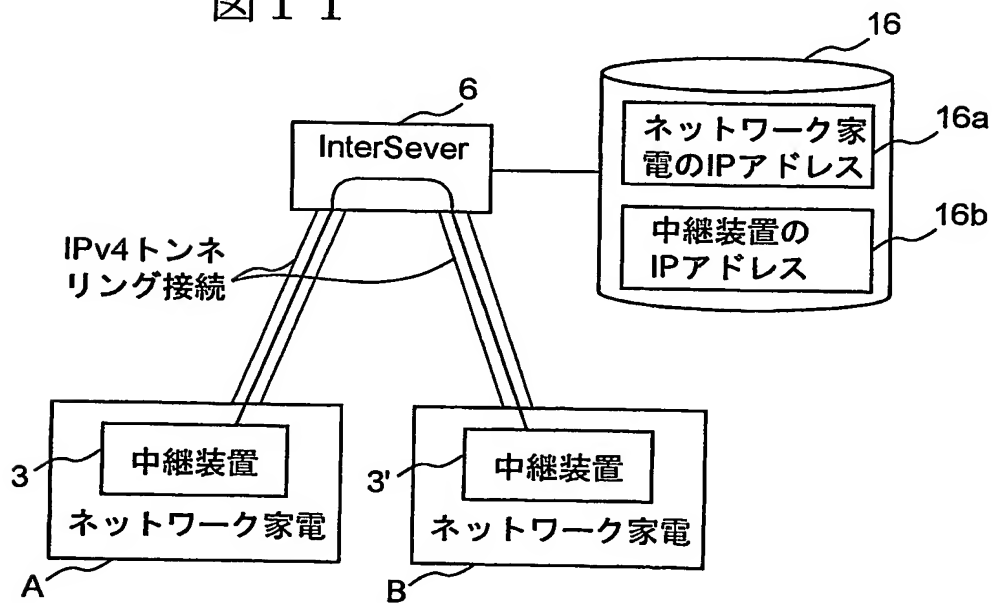 図11
16
6
InterSever
ネットワーク家
電のIPアドレス
16a
中継装置の
IPアドレス
16b
IPv4トンネ
リング接続
3
中継装置
ネットワーク家電
A
3'
中継装置
ネットワーク家電
B